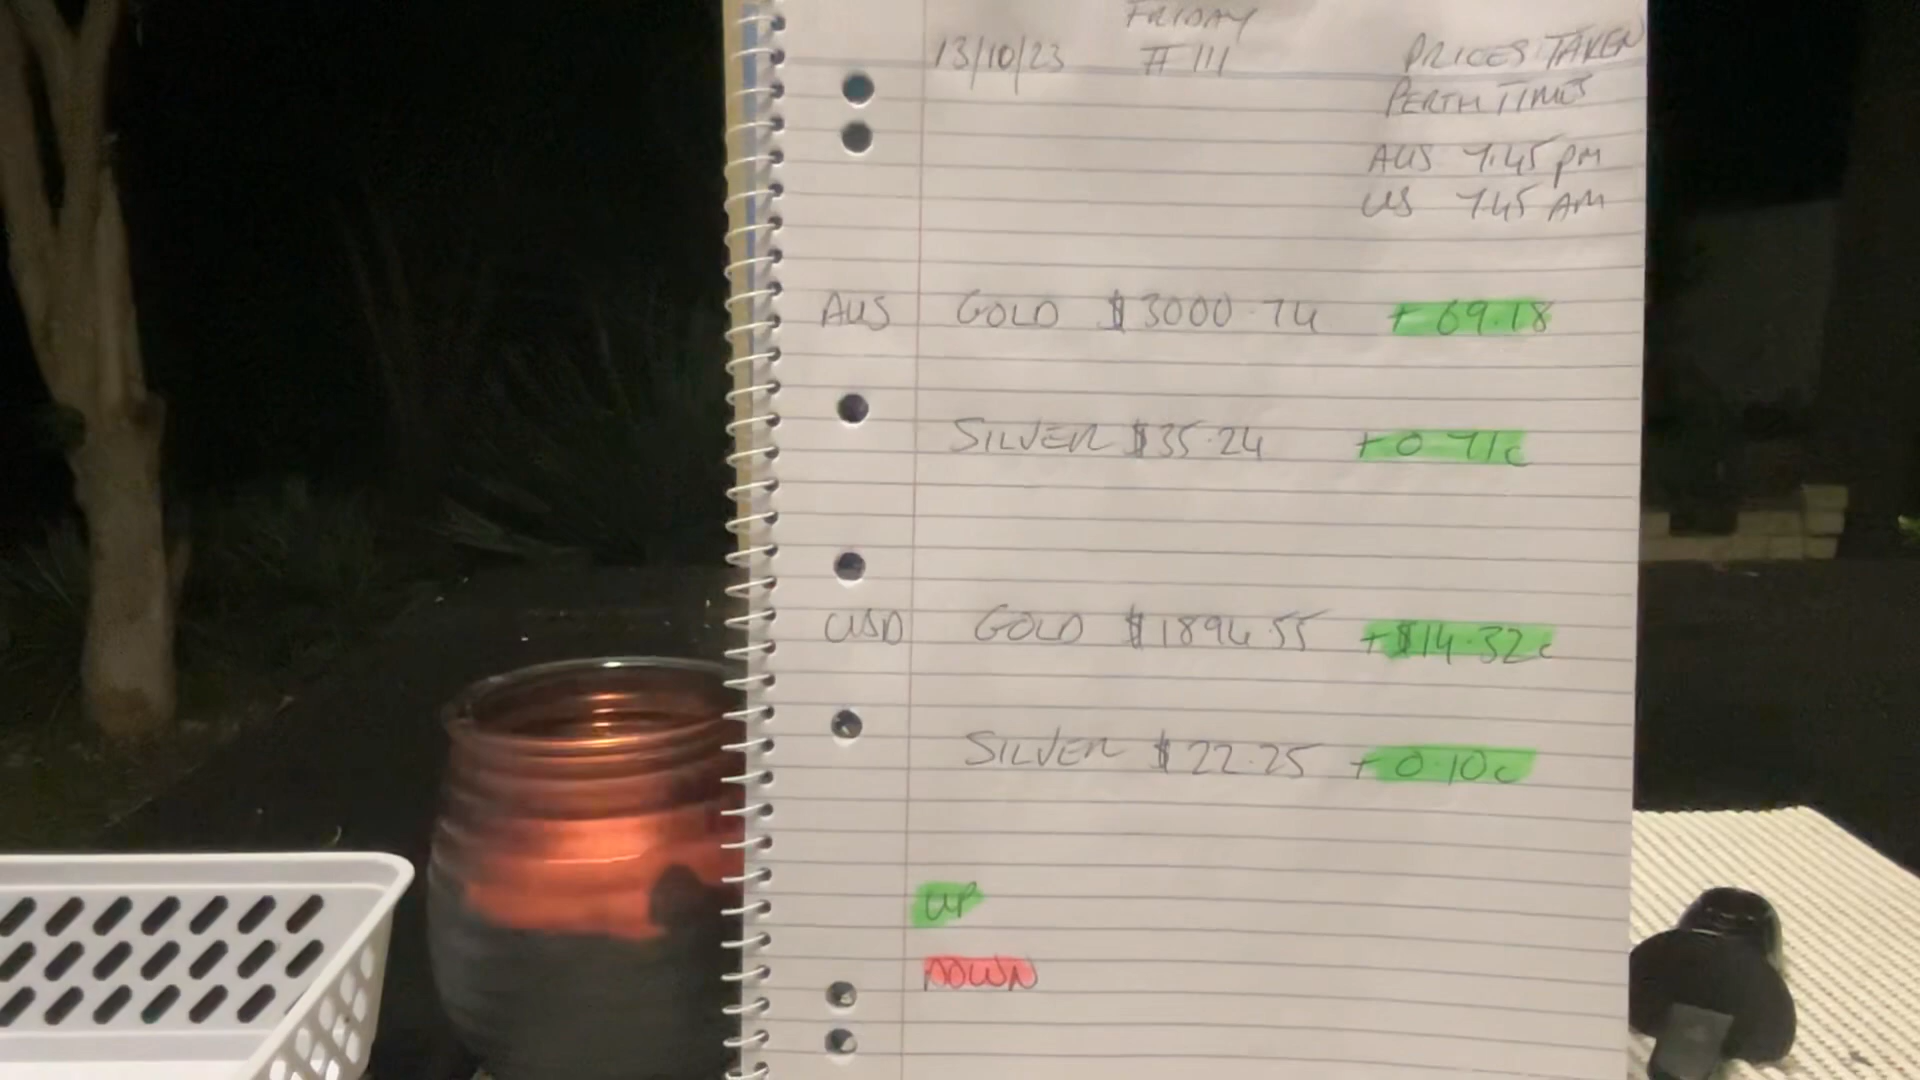 FRIDAY
13/10/23 #111 PRICES TAKEN
PERTH TIMES
AUS 7.45 pm
US 7.45 AM
AUS GOLD $3000.74 +69.18
SILVER $35.24 +0.71c
USD GOLD $1894.55 +$14.32c
SILVER $22.25 +0.10c
UP
DOWN